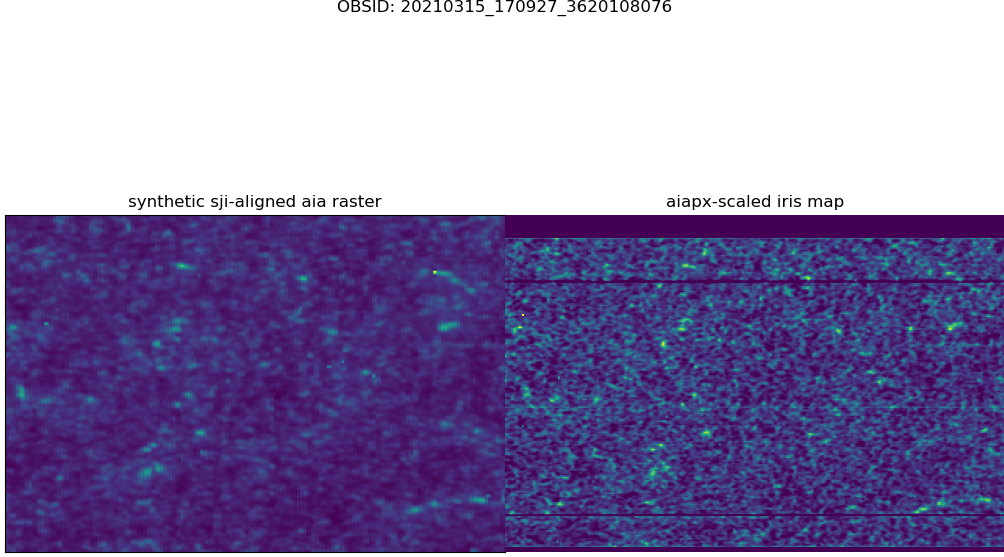 OBSID: 20210315_170927_3620108076
synthetic sji-aligned aia raster
aiapx-scaled iris map